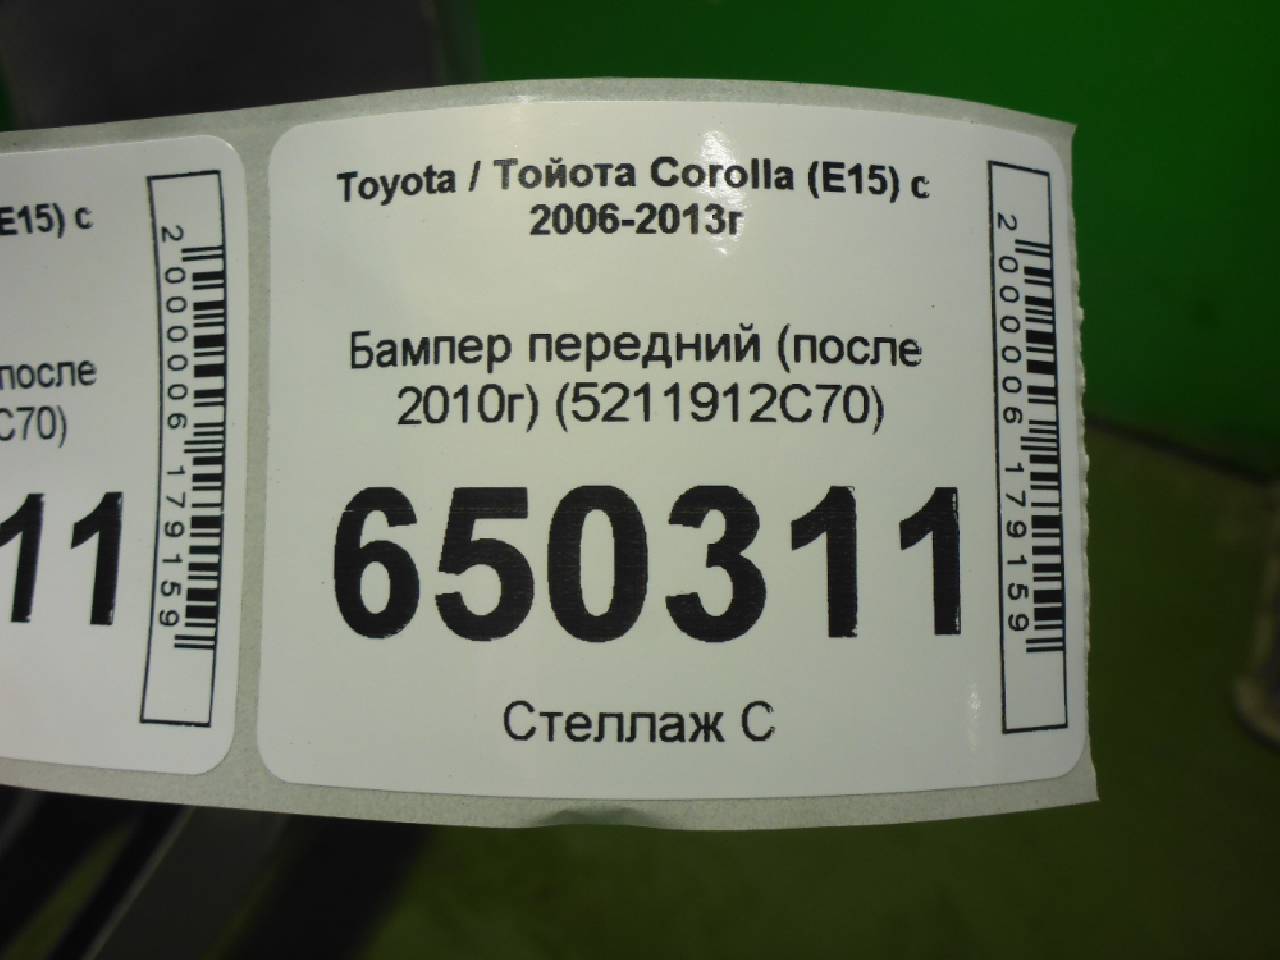 E15) с
после
C70)
11
2000006179159
Toyota / Тойота Corolla (E15) с
2006-2013г
Бампер передний (после
2010г) (5211912C70)
650311
Стеллаж С
2000006179159